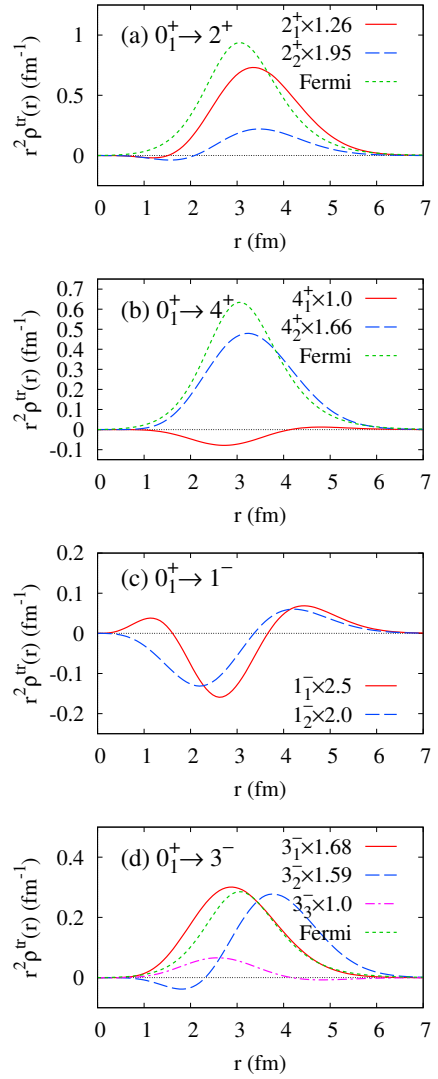 (a) 0₁⁺→2⁺
2₁⁺×1.26
2₂⁺×1.95
Fermi
r²ρᵗʳ(r) (fm⁻¹)
1
0.5
0
0 1 2 3 4 5 6 7
r (fm)
(b) 0₁⁺→4⁺
4₁⁺×1.0
4₂⁺×1.66
Fermi
r²ρᵗʳ(r) (fm⁻¹)
0.7
0.6
0.5
0.4
0.3
0.2
0.1
0
-0.1
0 1 2 3 4 5 6 7
r (fm)
(c) 0₁⁺→1⁻
1₁⁻×2.5
1₂⁻×2.0
r²ρᵗʳ(r) (fm⁻¹)
0.2
0.1
0
-0.1
-0.2
0 1 2 3 4 5 6 7
r (fm)
(d) 0₁⁺→3⁻
3₁⁻×1.68
3₂⁻×1.59
3₃⁻×1.0
Fermi
r²ρᵗʳ(r) (fm⁻¹)
0.4
0.2
0
0 1 2 3 4 5 6 7
r (fm)